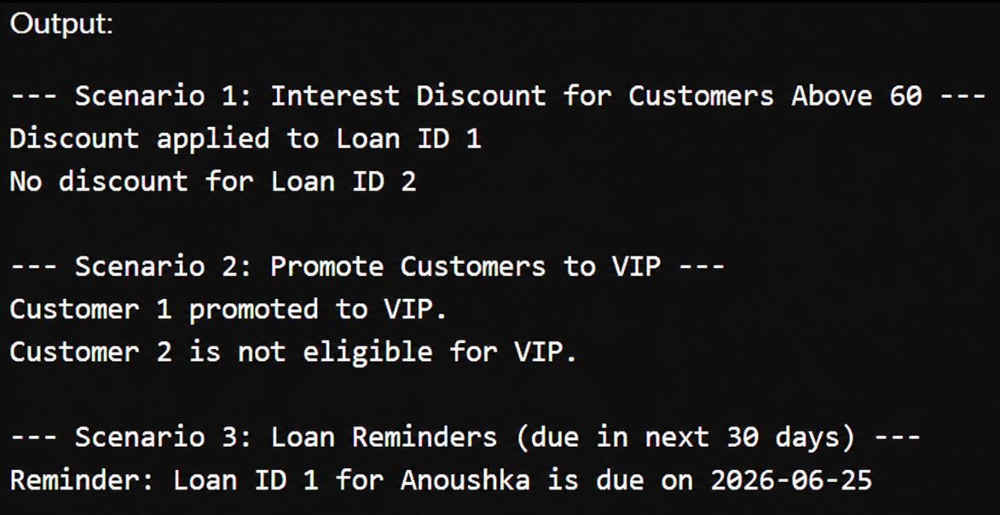 Output:
--- Scenario 1: Interest Discount for Customers Above 60 ---
Discount applied to Loan ID 1
No discount for Loan ID 2
--- Scenario 2: Promote Customers to VIP ---
Customer 1 promoted to VIP.
Customer 2 is not eligible for VIP.
--- Scenario 3: Loan Reminders (due in next 30 days) ---
Reminder: Loan ID 1 for Anoushka is due on 2026-06-25